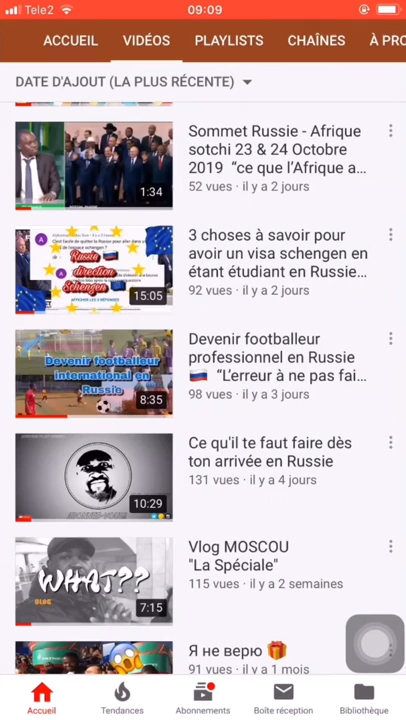 Tele2
09:09
ACCUEIL VIDÉOS PLAYLISTS CHAÎNES À PRO
DATE D'AJOUT (LA PLUS RÉCENTE)
Sommet Russie - Afrique
sotchi 23 & 24 Octobre
2019 “ce que l’Afrique a...
52 vues · il y a 2 jours
1:34
3 choses à savoir pour
avoir un visa schengen en
étant étudiant en Russie...
92 vues · il y a 2 jours
Russie
direction
Schengen
15:05
Devenir footballeur
professionnel en Russie
“L’erreur à ne pas fai...
98 vues · il y a 3 jours
Devenir footballeur
international en
Russie
8:35
Ce qu'il te faut faire dès
ton arrivée en Russie
131 vues · il y a 4 jours
10:29
Vlog MOSCOU
"La Spéciale"
115 vues · il y a 2 semaines
WHAT??
7:15
Я не верю
91 vues · il y a 1 mois
Accueil Tendances Abonnements Boîte réception Bibliothèque